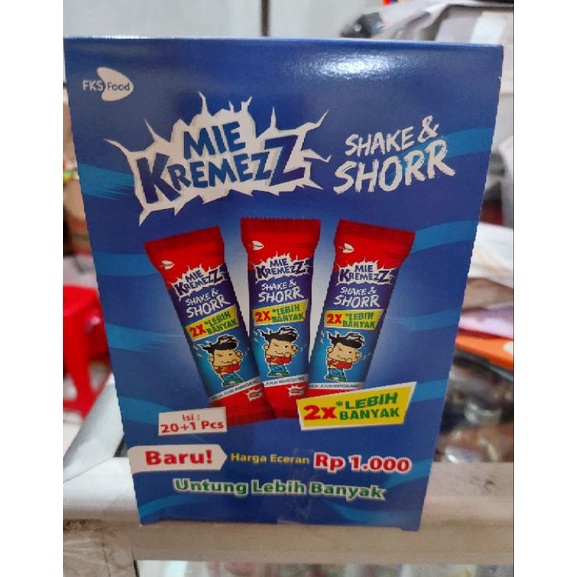 FKS Food
MIE
KREMEZZ
SHAKE &
SHORR
MIE
KREMEZZ
SHAKE &
SHORR
2X*LEBIH
BANYAK
MIE
KREMEZZ
SHAKE &
SHORR
2X*LEBIH
BANYAK
MIE
KREMEZZ
SHAKE &
SHORR
2X*LEBIH
BANYAK
Isi :
20+1 Pcs
2X*LEBIH
BANYAK
Baru! Harga Eceran Rp 1.000
Untung Lebih Banyak